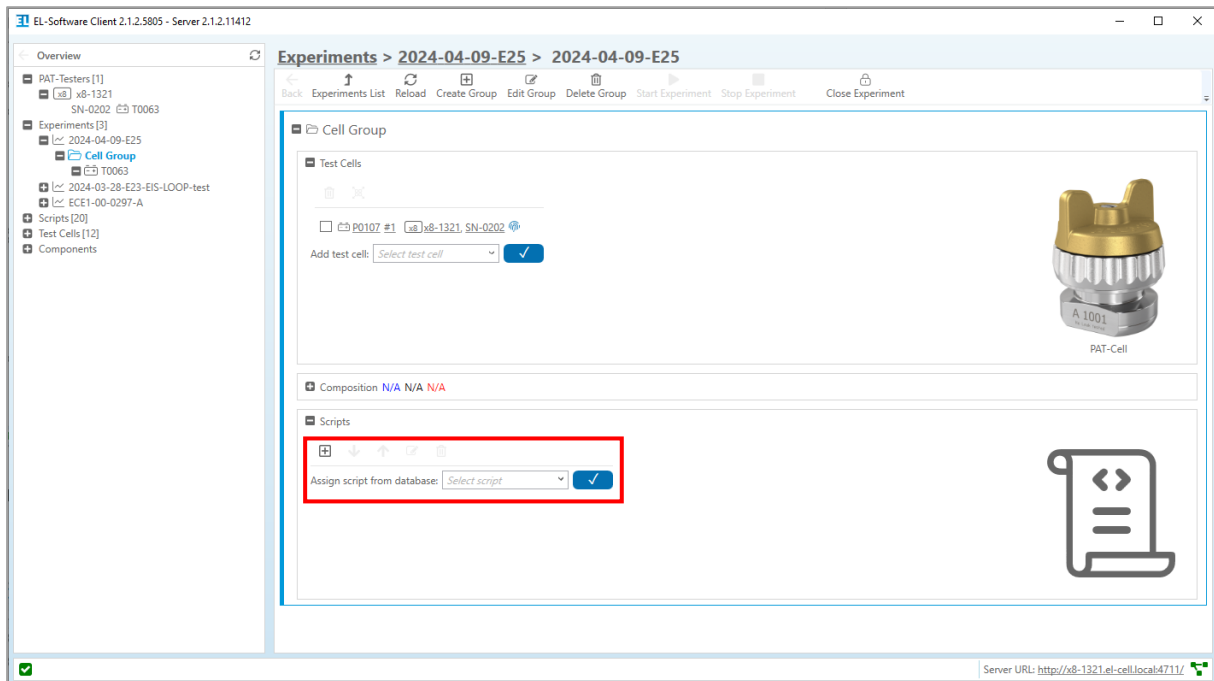 EL-Software Client 2.1.2.5805 - Server 2.1.2.11412
Overview
PAT-Testers [1]
x8 x8-1321
SN-0202 T0063
Experiments [3]
2024-04-09-E25
Cell Group
T0063
2024-03-28-E23-EIS-LOOP-test
ECE1-00-0297-A
Scripts [20]
Test Cells [12]
Components
Experiments > 2024-04-09-E25 > 2024-04-09-E25
Back Experiments List Reload Create Group Edit Group Delete Group Start Experiment Stop Experiment Close Experiment
Cell Group
Test Cells
P0107 #1 x8 x8-1321, SN-0202
Add test cell: Select test cell
A 1001
PAT-Cell
Composition N/A N/A N/A
Scripts
Assign script from database: Select script
Server URL: http://x8-1321.el-cell.local:4711/